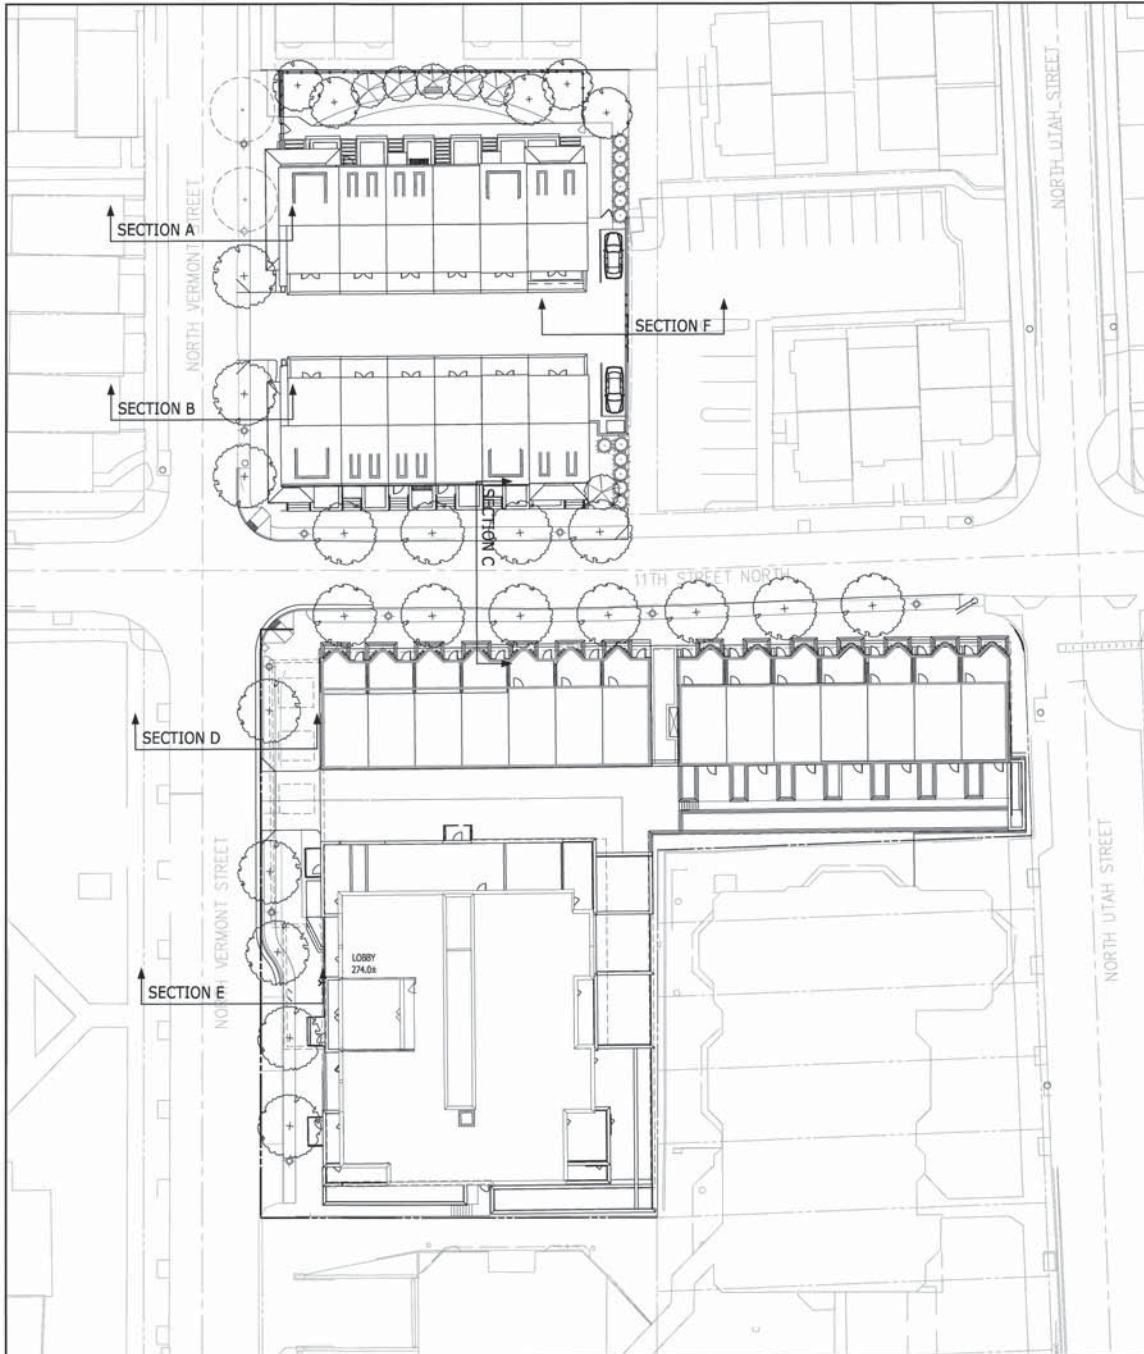 NORTH UTAH STREET
SECTION A
NORTH VERMONT STREET
SECTION F
SECTION B
SECTION C
11TH STREET NORTH
SECTION D
NORTH VERMONT STREET
NORTH UTAH STREET
LOBBY
274.0±
SECTION E